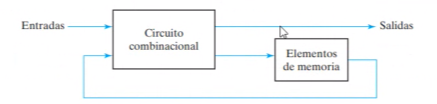 Entradas
Circuito
combinacional
Salidas
Elementos
de memoria